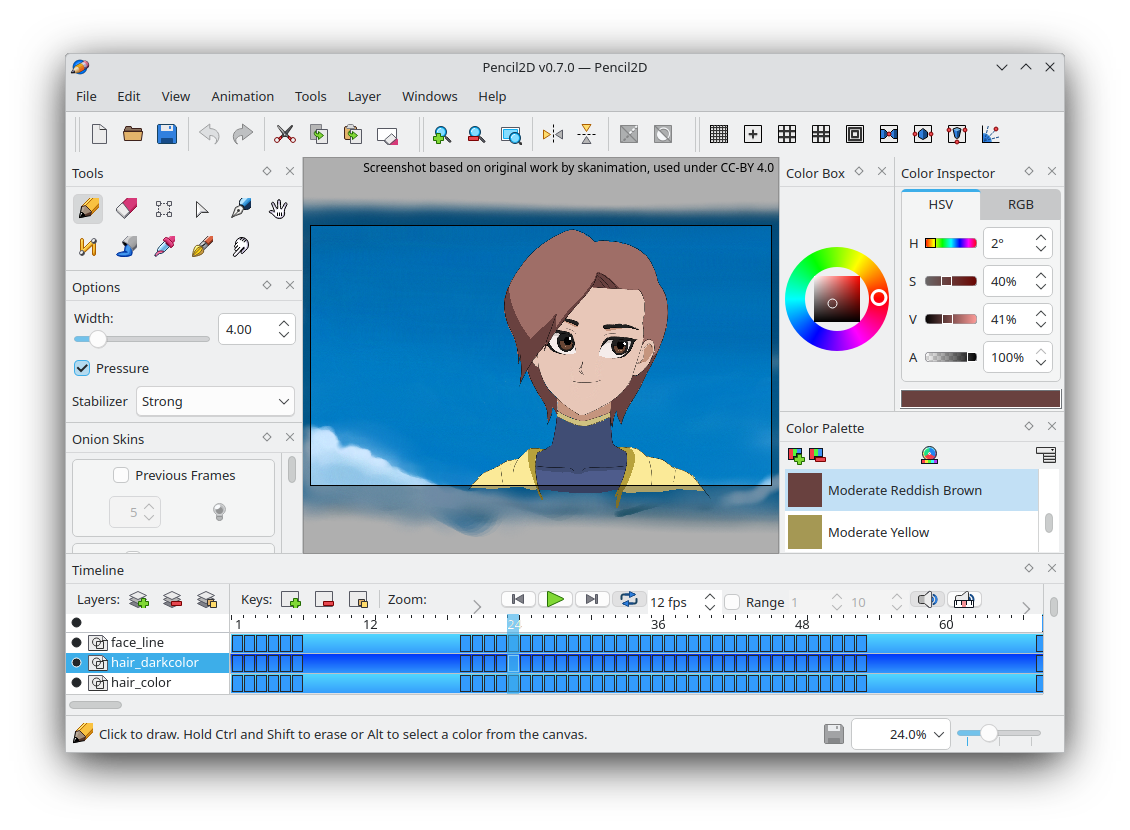 Pencil2D v0.7.0 — Pencil2D
File Edit View Animation Tools Layer Windows Help
Tools
Screenshot based on original work by skanimation, used under CC-BY 4.0
Color Box
Color Inspector
HSV RGB
H 2°
S 40%
V 41%
A 100%
Options
Width:
4.00
Pressure
Stabilizer Strong
Onion Skins
Previous Frames
5
Color Palette
Moderate Reddish Brown
Moderate Yellow
Timeline
Layers: Keys: Zoom: 12 fps Range 1 10
1 12 24 36 48 60
face_line
hair_darkcolor
hair_color
Click to draw. Hold Ctrl and Shift to erase or Alt to select a color from the canvas.
24.0%